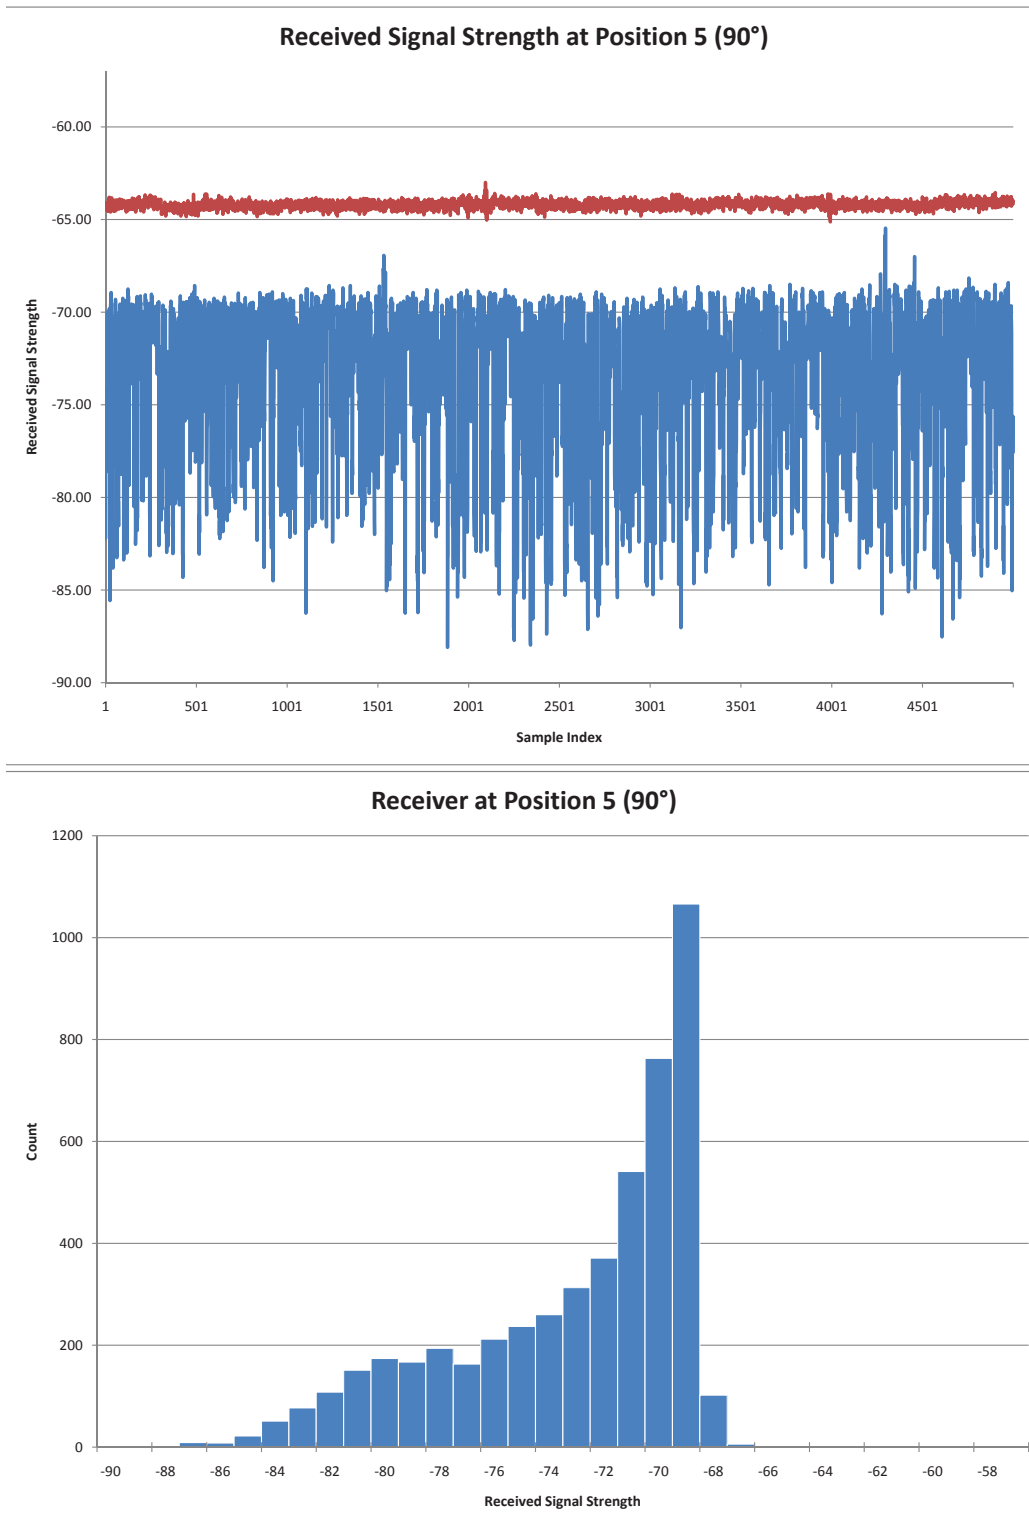 Received Signal Strength at Position 5 (90°)
-60.00
-65.00
-70.00
-75.00
-80.00
-85.00
-90.00
Received Signal Strength
1 501 1001 1501 2001 2501 3001 3501 4001 4501
Sample Index
Receiver at Position 5 (90°)
1200
1000
800
600
400
200
0
Count
-90 -88 -86 -84 -82 -80 -78 -76 -74 -72 -70 -68 -66 -64 -62 -60 -58
Received Signal Strength